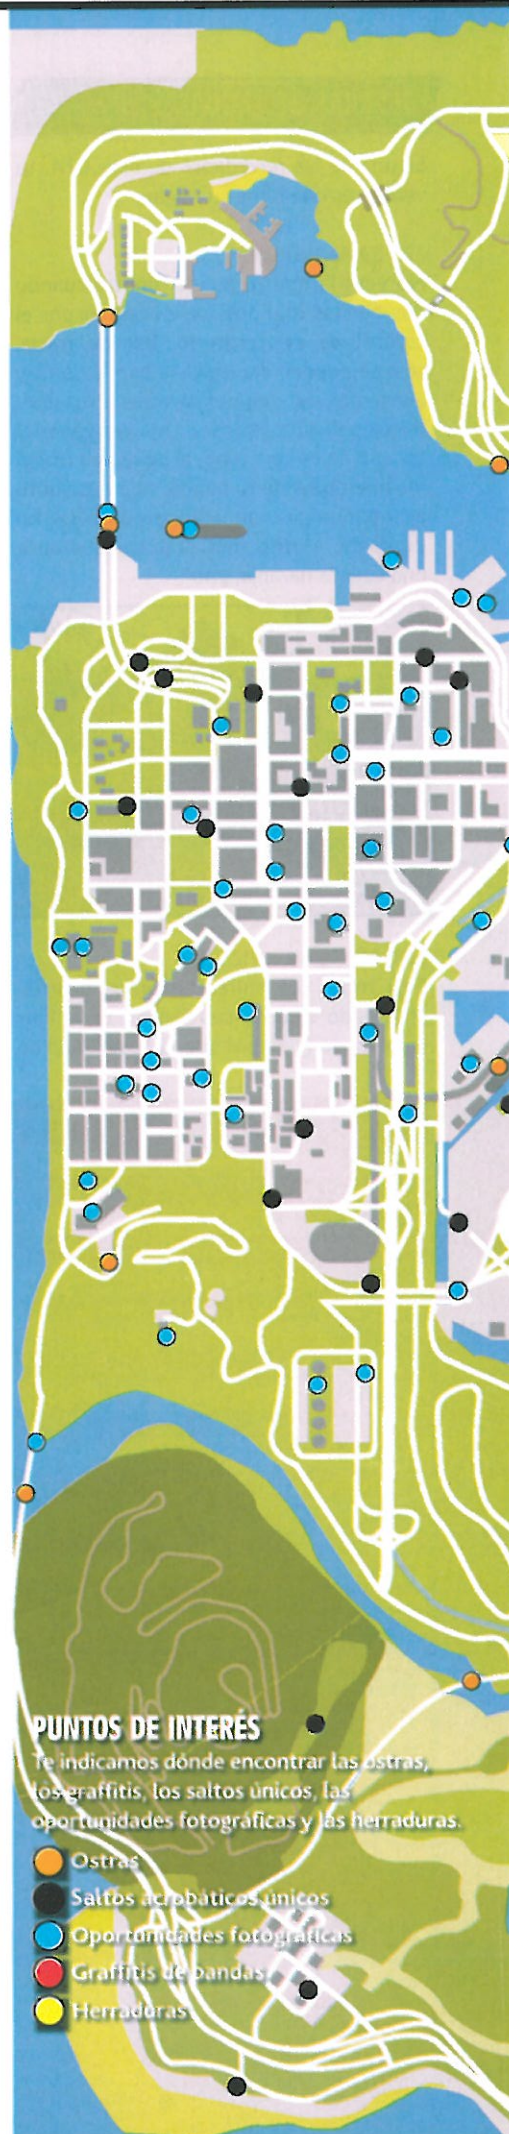 PUNTOS DE INTERÉS
Te indicamos dónde encontrar las ostras,
los graffitis, los saltos únicos, las
oportunidades fotográficas y las herraduras.
Ostras
Saltos acrobáticos únicos
Oportunidades fotográficas
Graffitis de bandas
Herraduras